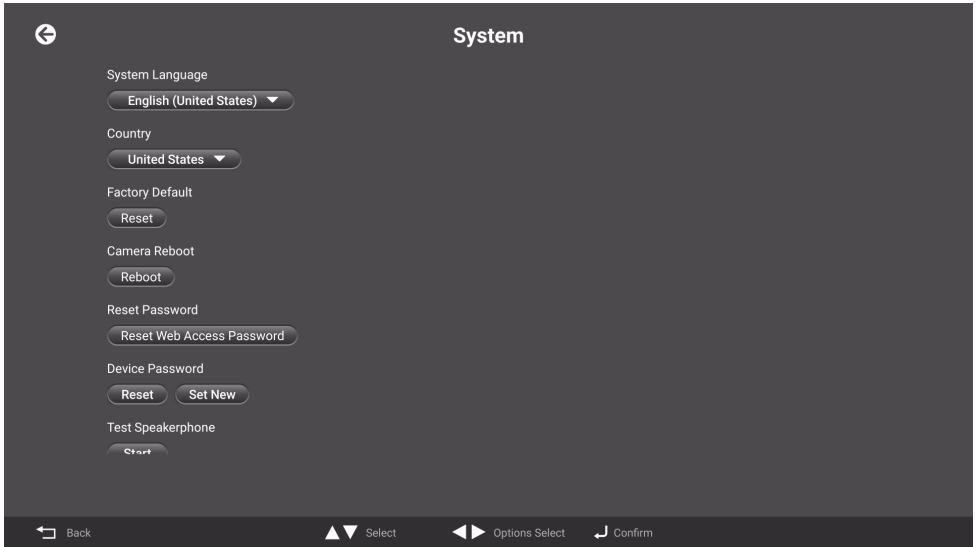 System
System Language
English (United States)
Country
United States
Factory Default
Reset
Camera Reboot
Reboot
Reset Password
Reset Web Access Password
Device Password
Reset Set New
Test Speakerphone
Start
Back Select Options Select Confirm